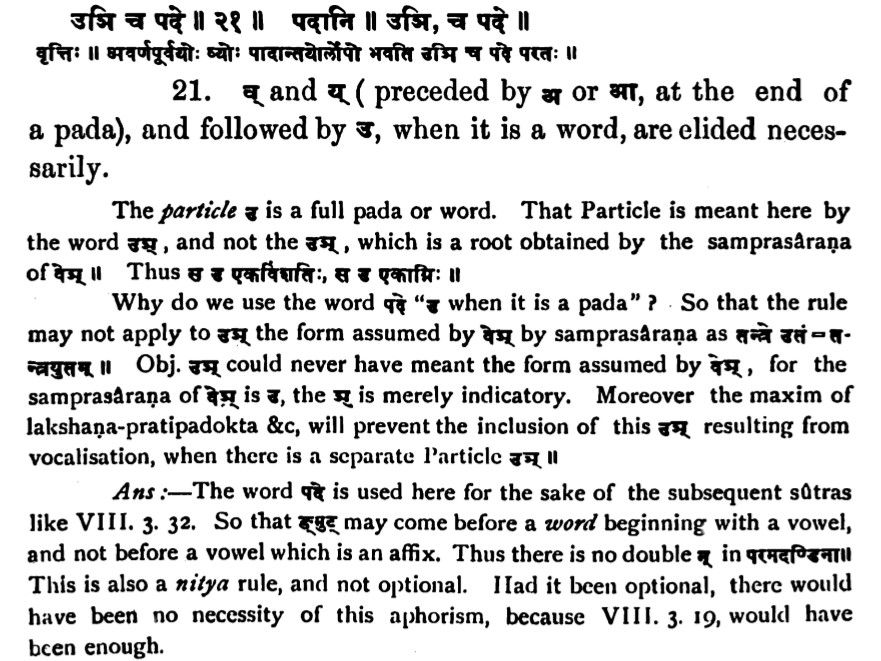 उञि च पदे ॥ २१ ॥ पदानि ॥ उञि, च पदे ॥
वृत्तिः ॥ अवर्णपूर्वयोः व्योः पादान्तयोर्लोपो भवति उञि च पदे परतः ॥
21. व् and य् ( preceded by अ or आ, at the end of
a pada), and followed by उ, when it is a word, are elided neces-
sarily.
The particle उ is a full pada or word. That Particle is meant here by
the word उञ् , and not the उञ् , which is a root obtained by the samprasâraṇa
of वेञ् ॥ Thus स उ एकविंशतिः, स उ एकाग्निः ॥
Why do we use the word पदे “उ when it is a pada” ? So that the rule
may not apply to उञ् the form assumed by वेञ् by samprasâraṇa as तन्त्रे उतं = त-
न्त्रयुतम् ॥ Obj. उञ् could never have meant the form assumed by वेञ् , for the
samprasâraṇa of वेञ् is उ, the ञ् is merely indicatory. Moreover the maxim of
lakshaṇa-pratipadokta &c, will prevent the inclusion of this उञ् resulting from
vocalisation, when there is a separate Particle उञ् ॥
Ans :—The word पदे is used here for the sake of the subsequent sûtras
like VIII. 3. 32. So that ङमुट् may come before a word beginning with a vowel,
and not before a vowel which is an affix. Thus there is no double न् in परमदण्डिना॥
This is also a nitya rule, and not optional. Had it been optional, there would
have been no necessity of this aphorism, because VIII. 3. 19, would have
been enough.